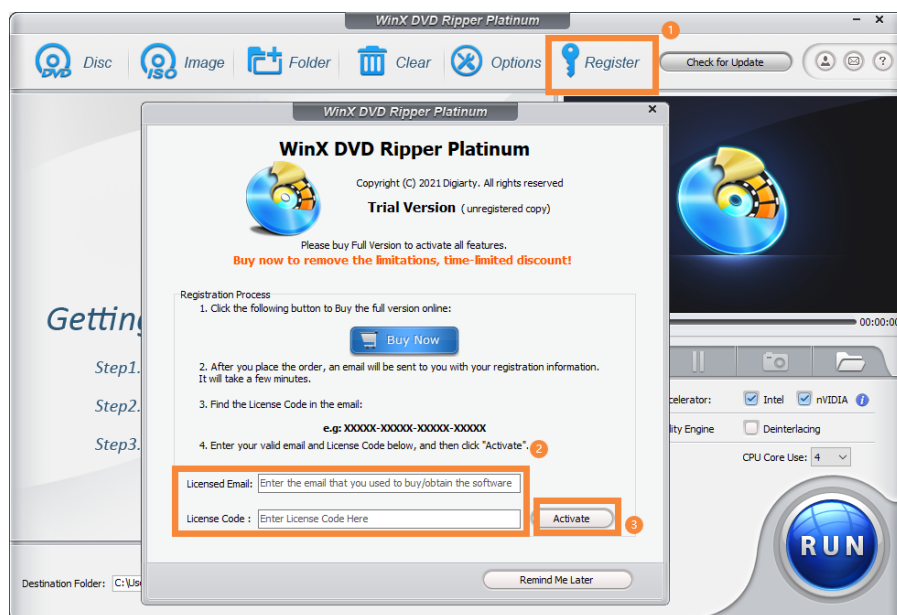 WinX DVD Ripper Platinum
1
Disc
Image
Folder
Clear
Options
Register
Check for Update
DVD
ISO
?
WinX DVD Ripper Platinum
WinX DVD Ripper Platinum
Copyright (C) 2021 Digiarty. All rights reserved
Trial Version (unregistered copy)
Please buy Full Version to activate all features.
Buy now to remove the limitations, time-limited discount!
Registration Process
1. Click the following button to Buy the full version online:
Buy Now
2. After you place the order, an email will be sent to you with your registration information.
It will take a few minutes.
3. Find the License Code in the email:
e.g: XXXXX-XXXXX-XXXXX-XXXXX
4. Enter your valid email and License Code below, and then click "Activate".
2
Licensed Email: Enter the email that you used to buy/obtain the software
License Code : Enter License Code Here
Activate
3
Remind Me Later
Step1.
Step2.
Step3.
00:00:00
Intel
nVIDIA
i
Engine
Deinterlacing
CPU Core Use: 4
RUN
Destination Folder: